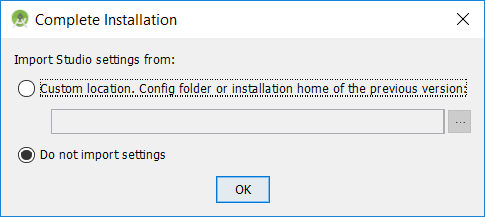 Complete Installation
Import Studio settings from:
Custom location. Config folder or installation home of the previous version:
...
Do not import settings
OK